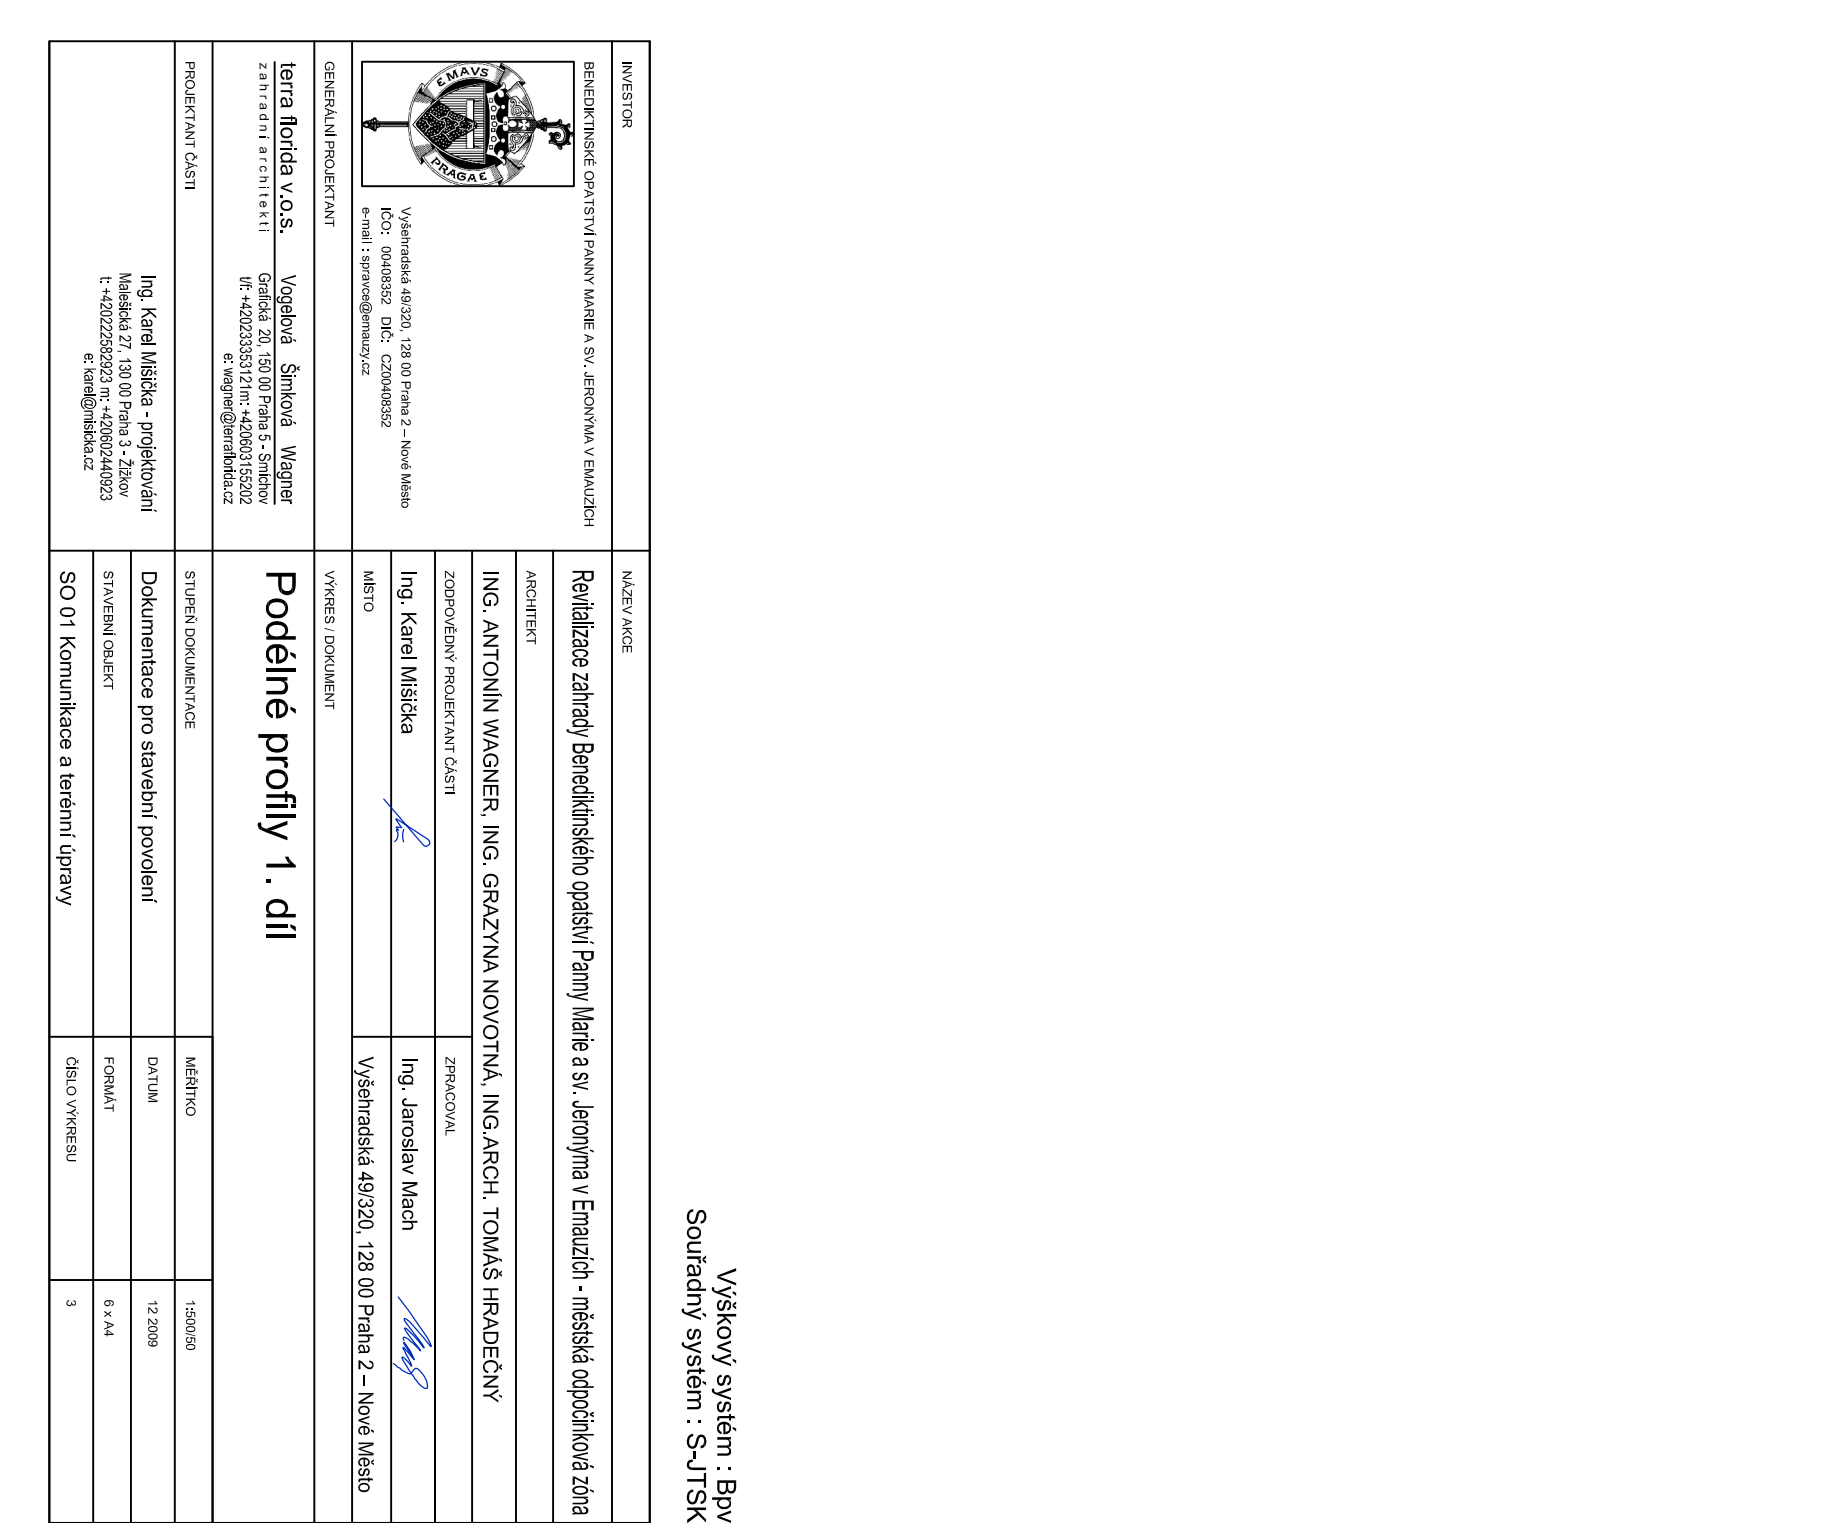 Výškový systém : Bpv
Souřadný systém : S-JTSK
INVESTOR
BENEDIKTINSKÉ OPATSTVÍ PANNY MARIE A SV. JERONÝMA V EMAUZÍCH
EMAVS
PRAGAE
Vyšehradská 49/320, 128 00 Praha 2 – Nové Město
IČO: 00408352 DIČ: CZ00408352
e-mail : spravce@emauzy.cz
GENERÁLNÍ PROJEKTANT
terra florida v.o.s. Vogelová Šimková Wagner
zahradní architekti Grafická 20, 150 00 Praha 5 - Smíchov
t/f: +420233353121m: +420603155202
e: wagner@terraflorida.cz
PROJEKTANT ČÁSTI
Ing. Karel Mišička - projektování
Malešická 27, 130 00 Praha 3 - Žižkov
t: +420222582923 m: +420602440923
e: karel@misicka.cz
NÁZEV AKCE
Revitalizace zahrady Benediktinského opatství Panny Marie a sv. Jeronýma v Emauzích - městská odpočinková zóna
ARCHITEKT
ING. ANTONÍN WAGNER, ING. GRAZYNA NOVOTNÁ, ING.ARCH. TOMÁŠ HRADEČNÝ
ZODPOVĚDNÝ PROJEKTANT ČÁSTI
ZPRACOVAL
Ing. Karel Mišička
Ing. Jaroslav Mach
MÍSTO
Vyšehradská 49/320, 128 00 Praha 2 – Nové Město
VÝKRES / DOKUMENT
Podélné profily 1. díl
STUPEŇ DOKUMENTACE
MĚŘÍTKO
1:500/50
Dokumentace pro stavební povolení
DATUM
12 2009
STAVEBNÍ OBJEKT
FORMÁT
6 x A4
SO 01 Komunikace a terénní úpravy
ČÍSLO VÝKRESU
3